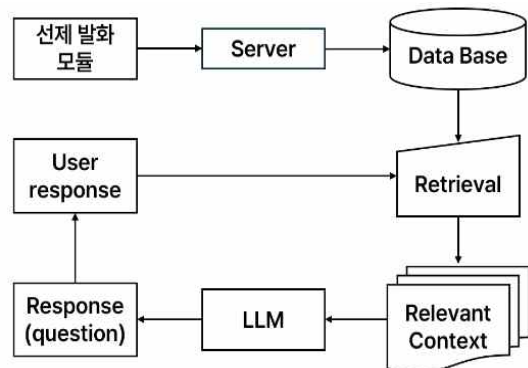 선제 발화
모듈
Server
Data Base
User
response
Retrieval
Response
(question)
LLM
Relevant
Context